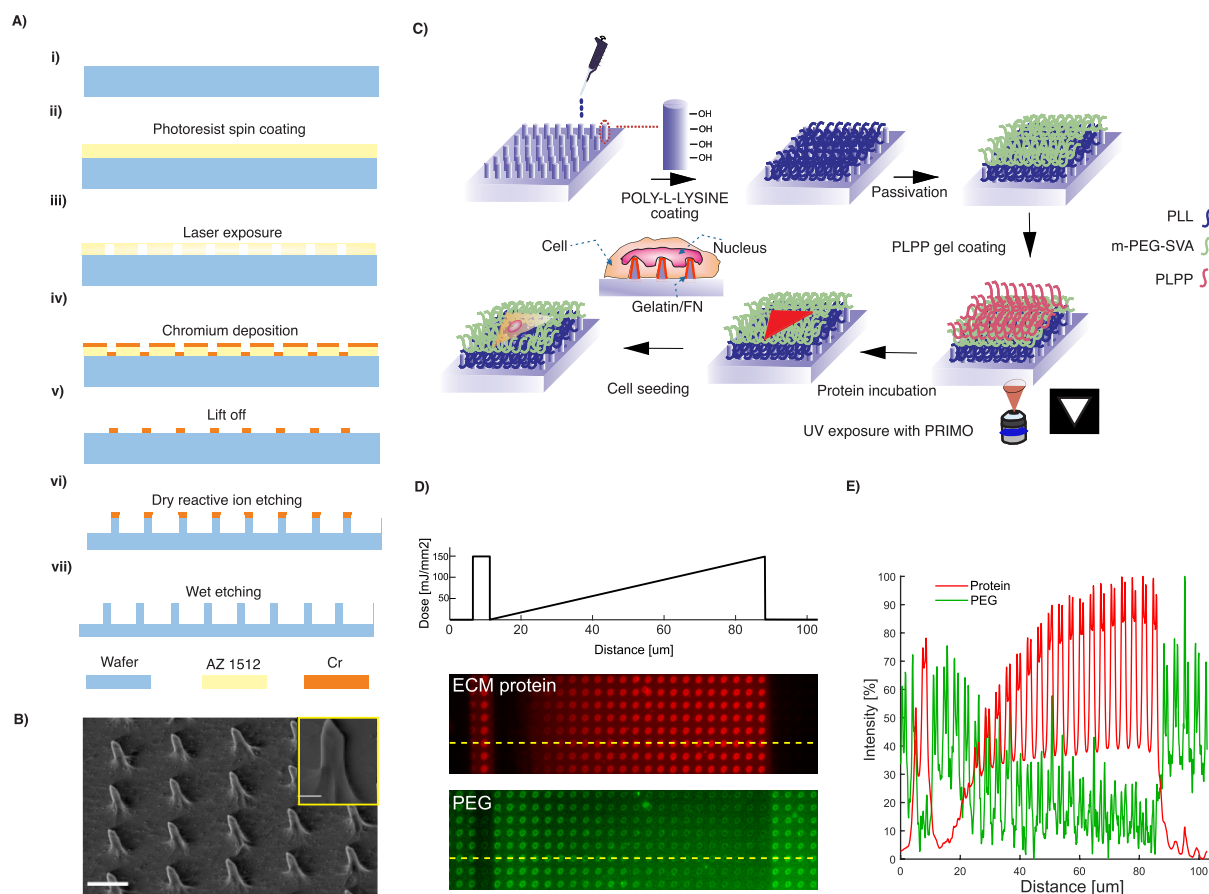 A)
i)
ii)
Photoresist spin coating
iii)
Laser exposure
iv)
Chromium deposition
v)
Lift off
vi)
Dry reactive ion etching
vii)
Wet etching
Wafer
AZ 1512
Cr
B)
C)
OH
OH
OH
OH
POLY-L-LYSINE
coating
Passivation
PLL
m-PEG-SVA
PLPP
PLPP gel coating
Cell
Nucleus
Gelatin/FN
Cell seeding
Protein incubation
UV exposure with PRIMO
D)
Dose [mJ/mm2]
150
100
50
0
20
40
60
80
100
Distance [um]
ECM protein
PEG
E)
Protein
PEG
Intensity [%]
100
90
80
70
60
50
40
30
20
10
0
0
20
40
60
80
100
Distance [um]